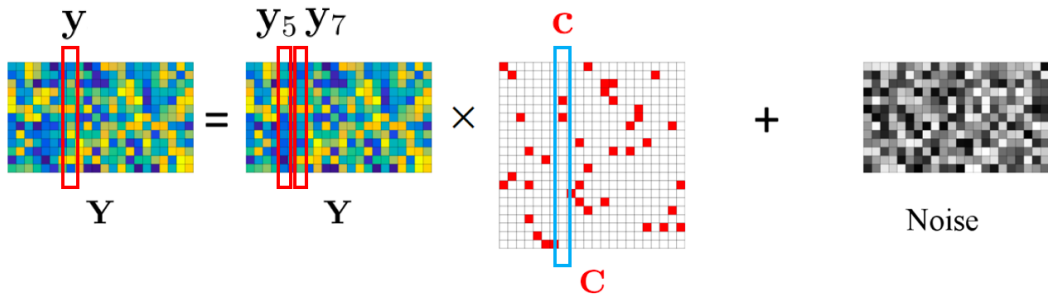 y y₅ y₇ c
= × +
Y Y C Noise